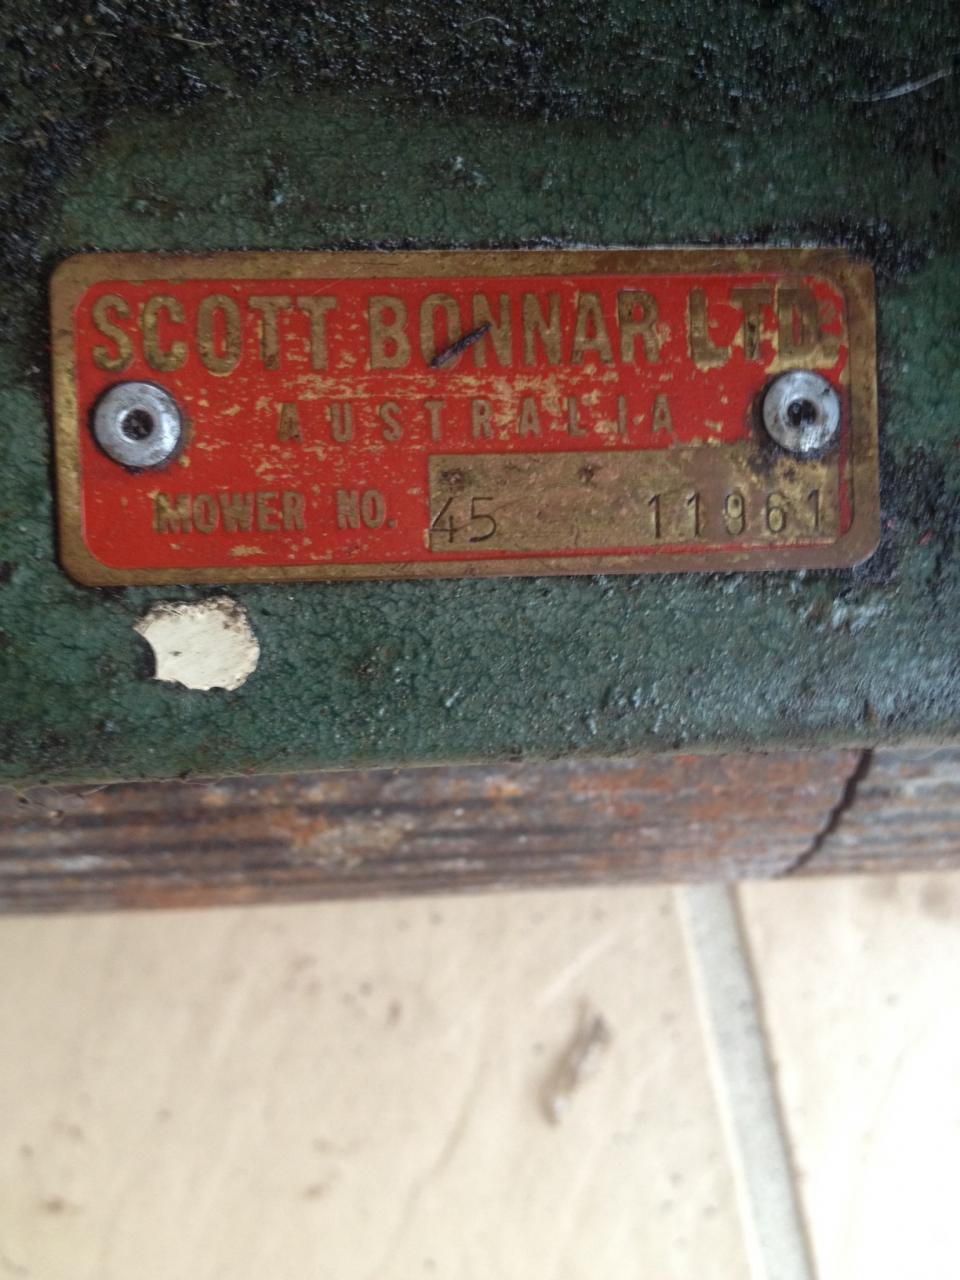 SCOTT BONNAR LTD.
AUSTRALIA
MOWER NO. 45 11961